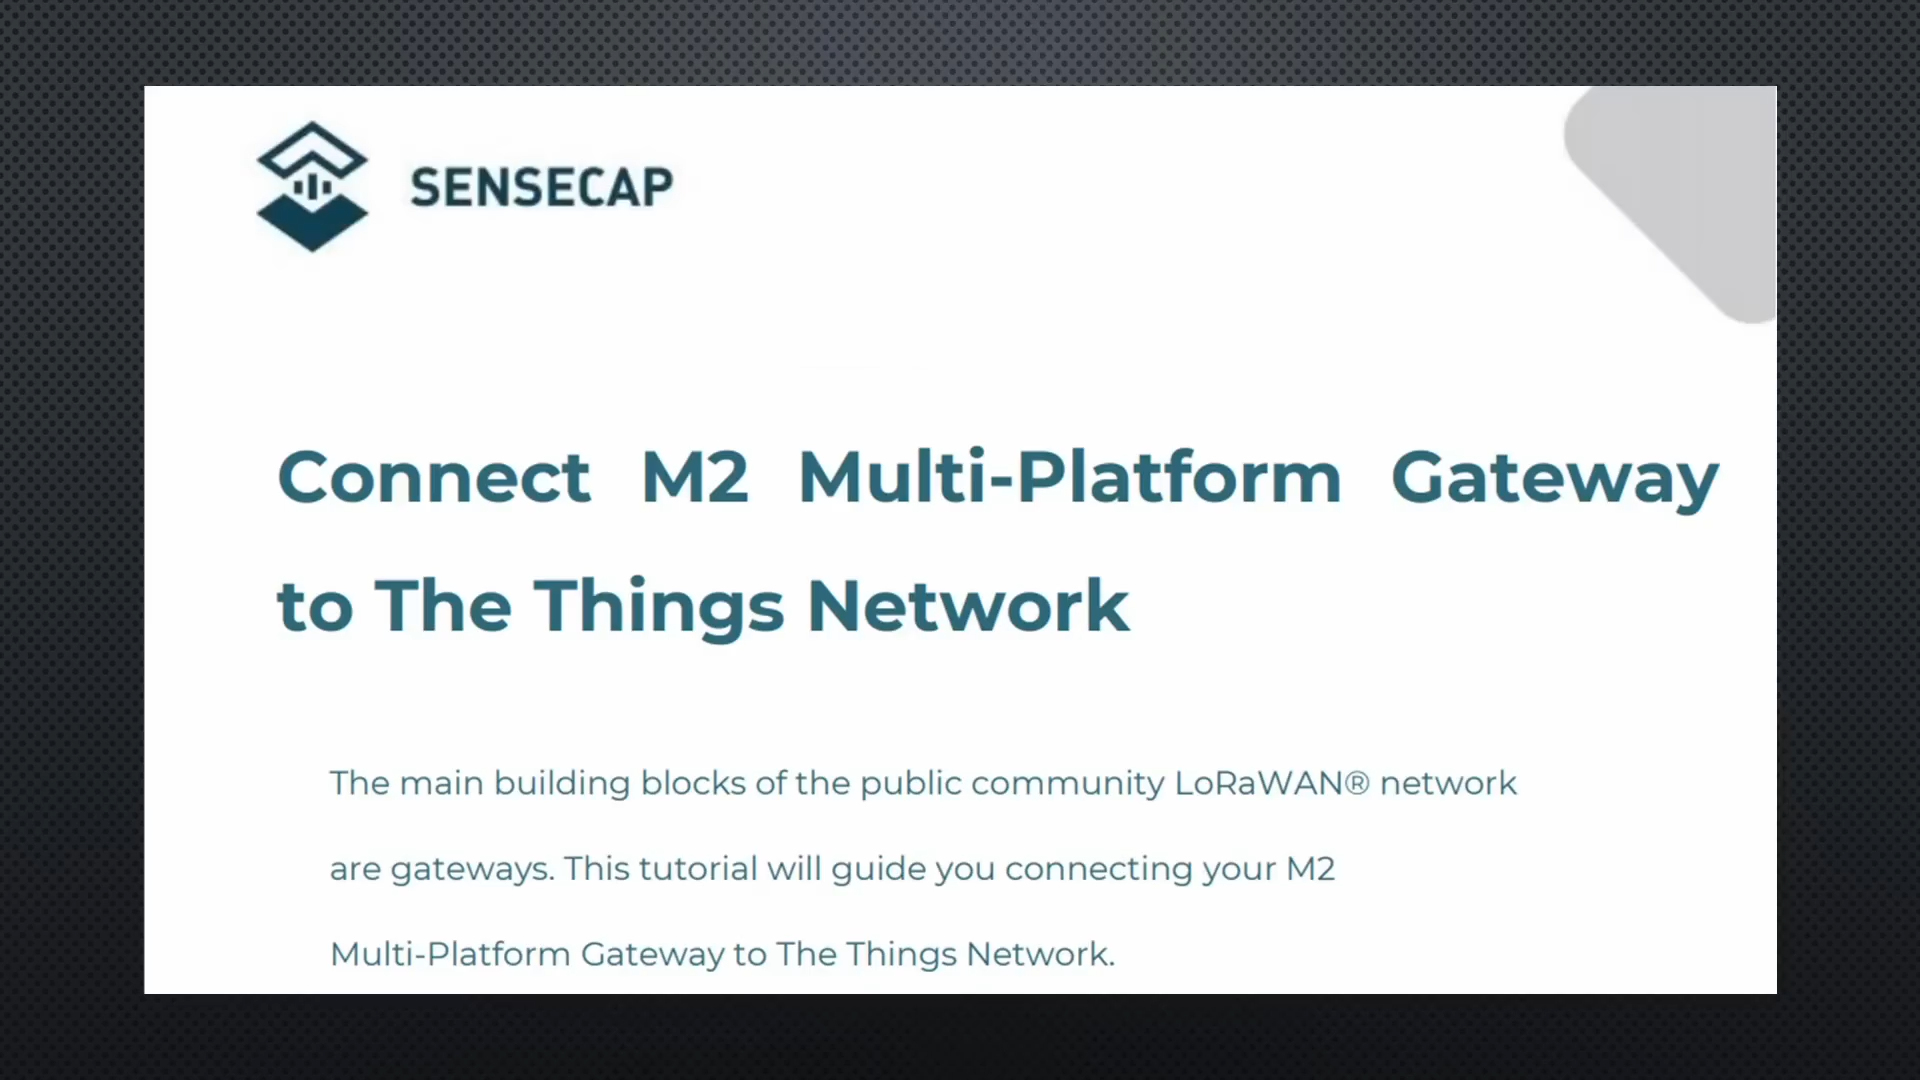 SENSECAP
Connect M2 Multi-Platform Gateway
to The Things Network
The main building blocks of the public community LoRaWAN® network
are gateways. This tutorial will guide you connecting your M2
Multi-Platform Gateway to The Things Network.